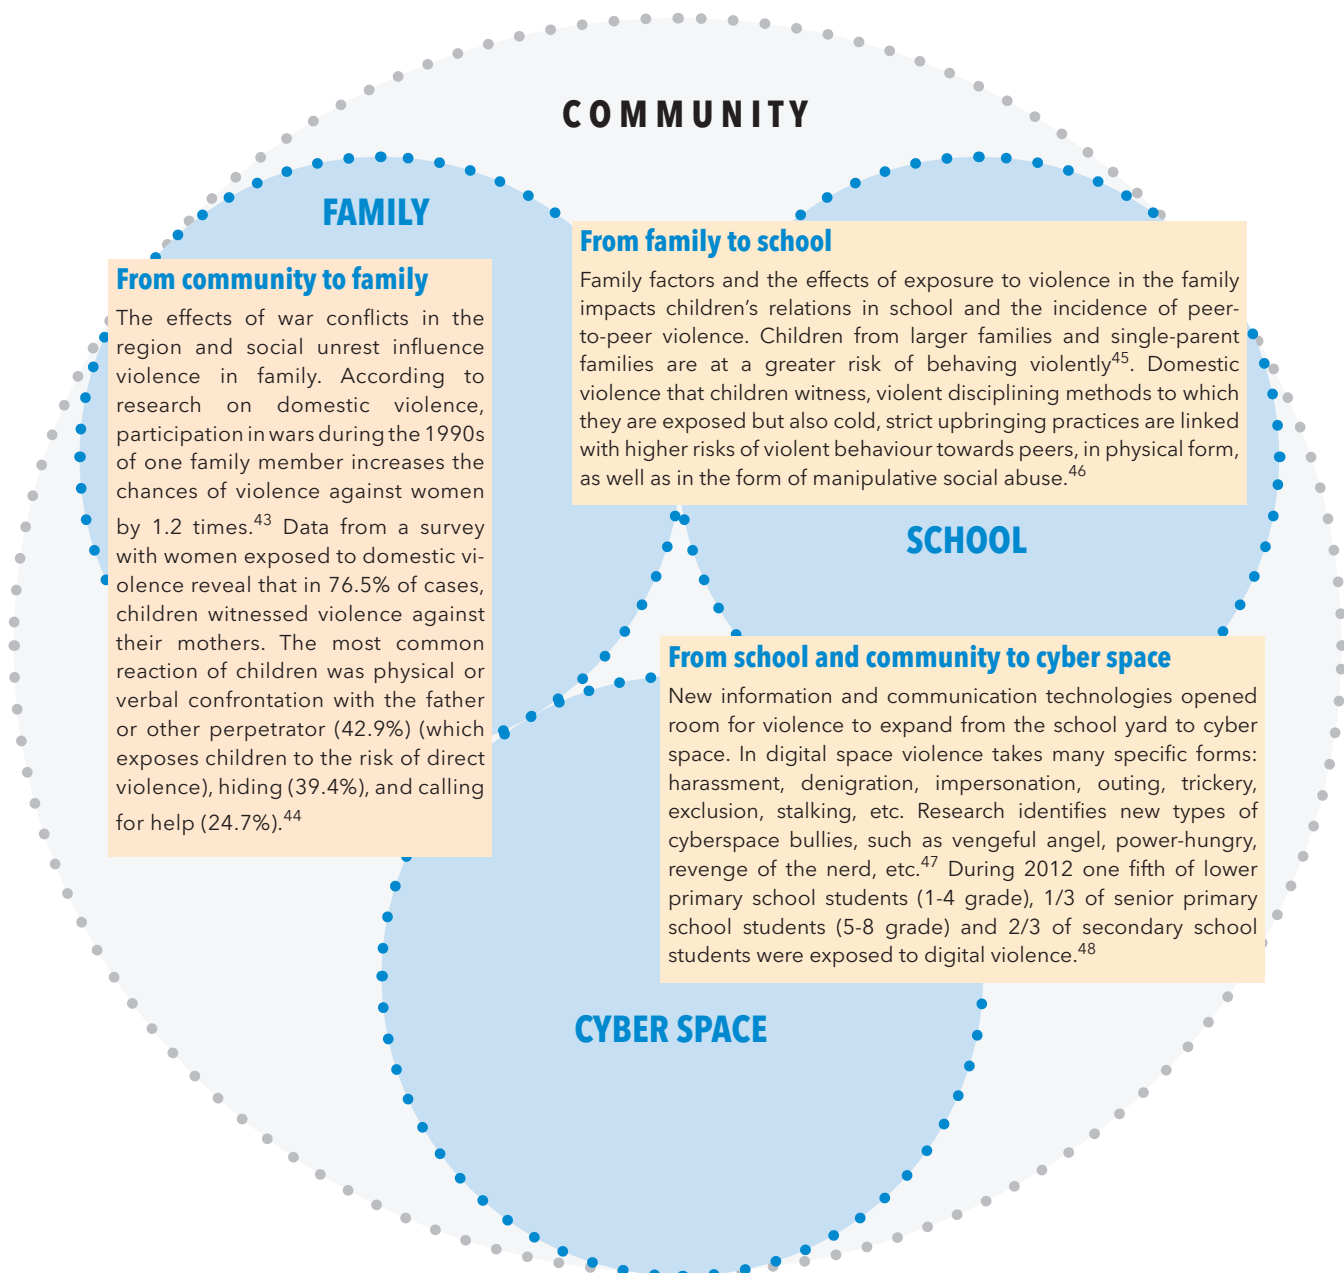 COMMUNITY
FAMILY
From community to family
The effects of war conflicts in the
region and social unrest influence
violence in family. According to
research on domestic violence,
participation in wars during the 1990s
of one family member increases the
chances of violence against women
by 1.2 times.43 Data from a survey
with women exposed to domestic vi-
olence reveal that in 76.5% of cases,
children witnessed violence against
their mothers. The most common
reaction of children was physical or
verbal confrontation with the father
or other perpetrator (42.9%) (which
exposes children to the risk of direct
violence), hiding (39.4%), and calling
for help (24.7%).44
From family to school
Family factors and the effects of exposure to violence in the family
impacts children’s relations in school and the incidence of peer-
to-peer violence. Children from larger families and single-parent
families are at a greater risk of behaving violently45. Domestic
violence that children witness, violent disciplining methods to which
they are exposed but also cold, strict upbringing practices are linked
with higher risks of violent behaviour towards peers, in physical form,
as well as in the form of manipulative social abuse.46
SCHOOL
From school and community to cyber space
New information and communication technologies opened
room for violence to expand from the school yard to cyber
space. In digital space violence takes many specific forms:
harassment, denigration, impersonation, outing, trickery,
exclusion, stalking, etc. Research identifies new types of
cyberspace bullies, such as vengeful angel, power-hungry,
revenge of the nerd, etc.47 During 2012 one fifth of lower
primary school students (1-4 grade), 1/3 of senior primary
school students (5-8 grade) and 2/3 of secondary school
students were exposed to digital violence.48
CYBER SPACE